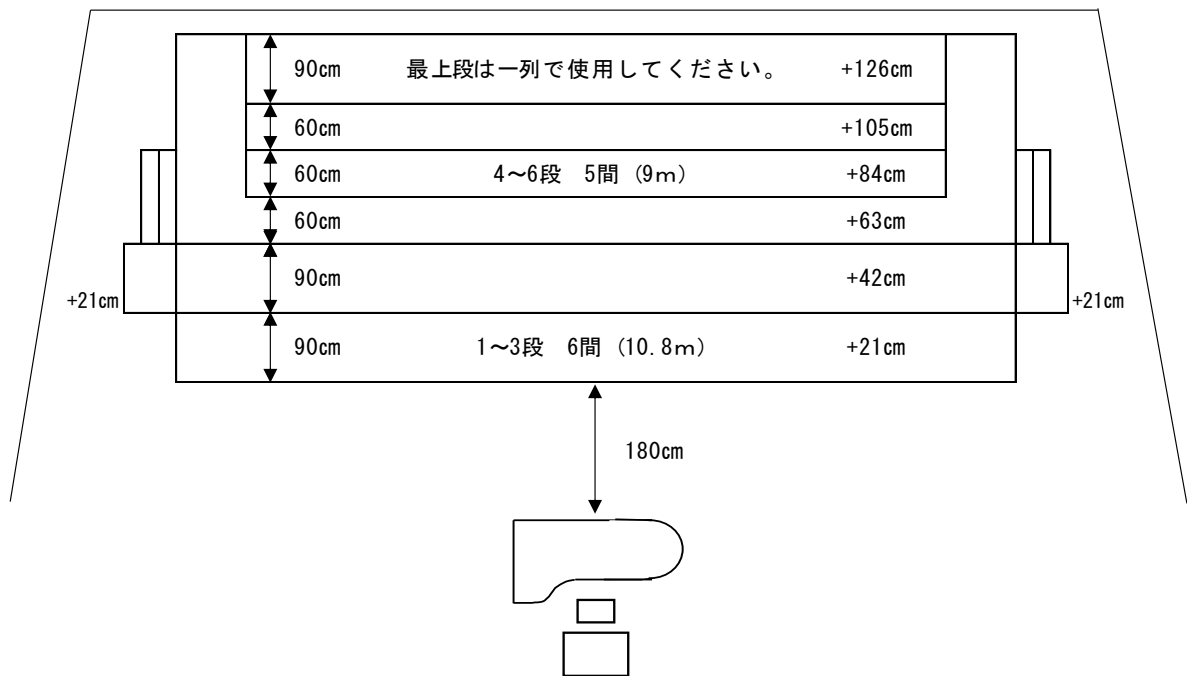 90cm 最上段は一列で使用してください。 +126cm
60cm +105cm
60cm 4～6段 5間 (9ｍ) +84cm
60cm +63cm
90cm +42cm
+21cm +21cm
90cm 1～3段 6間 (10.8ｍ) +21cm
180cm